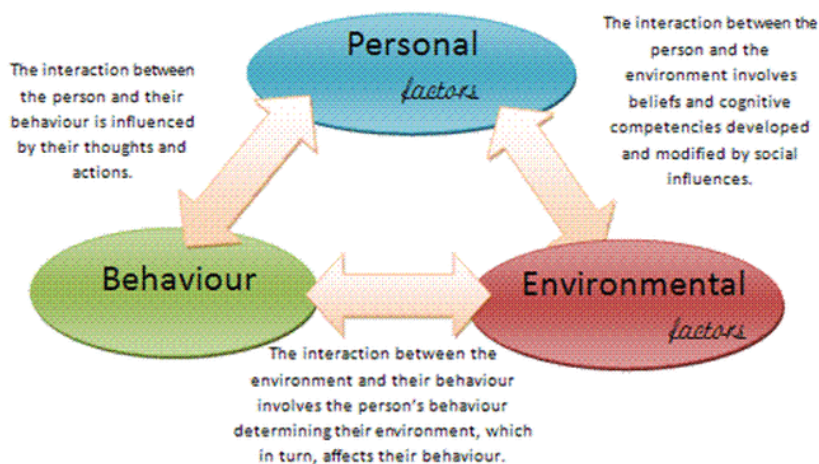 Personal
factors
The interaction between
the person and their
behaviour is influenced
by their thoughts and
actions.
The interaction between the
person and the
environment involves
beliefs and cognitive
competencies developed
and modified by social
influences.
Behaviour
Environmental
factors
The interaction between the
environment and their behaviour
involves the person's behaviour
determining their environment, which
in turn, affects their behaviour.